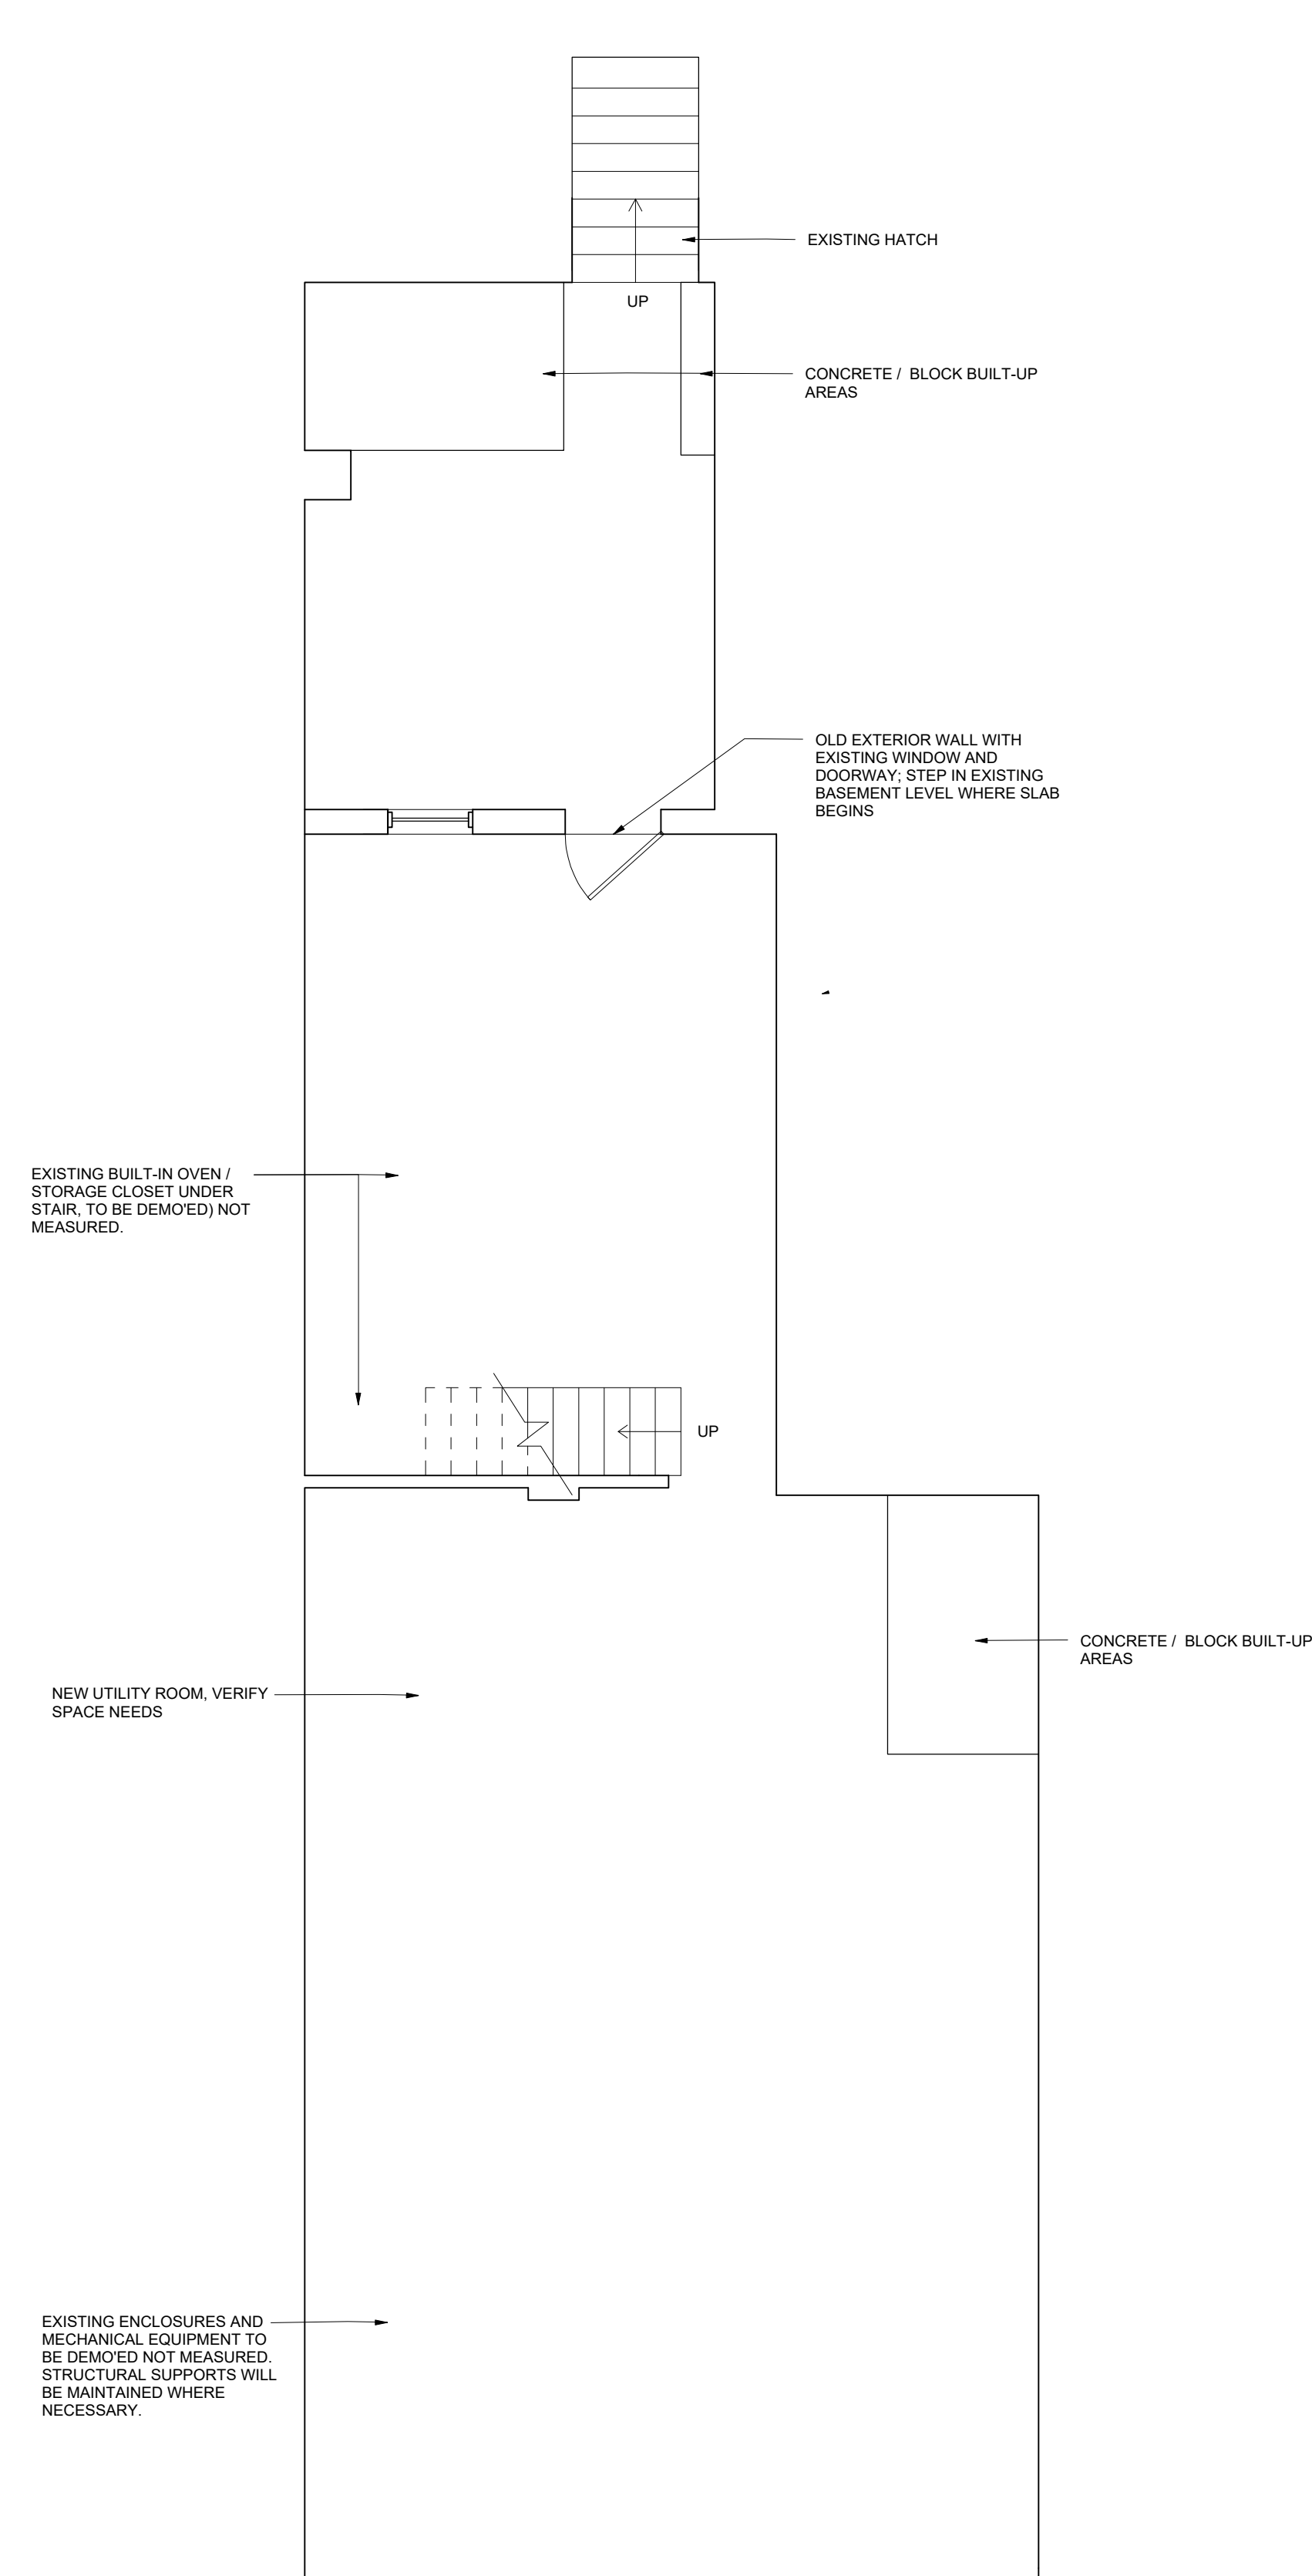 EXISTING HATCH
UP
CONCRETE /  BLOCK BUILT-UP
AREAS
OLD EXTERIOR WALL WITH
EXISTING WINDOW AND
DOORWAY; STEP IN EXISTING
BASEMENT LEVEL WHERE SLAB
BEGINS
EXISTING BUILT-IN OVEN /
STORAGE CLOSET UNDER
STAIR, TO BE DEMO'ED) NOT
MEASURED.
UP
CONCRETE /  BLOCK BUILT-UP
AREAS
NEW UTILITY ROOM, VERIFY
SPACE NEEDS
EXISTING ENCLOSURES AND
MECHANICAL EQUIPMENT TO
BE DEMO'ED NOT MEASURED.
STRUCTURAL SUPPORTS WILL
BE MAINTAINED WHERE
NECESSARY.